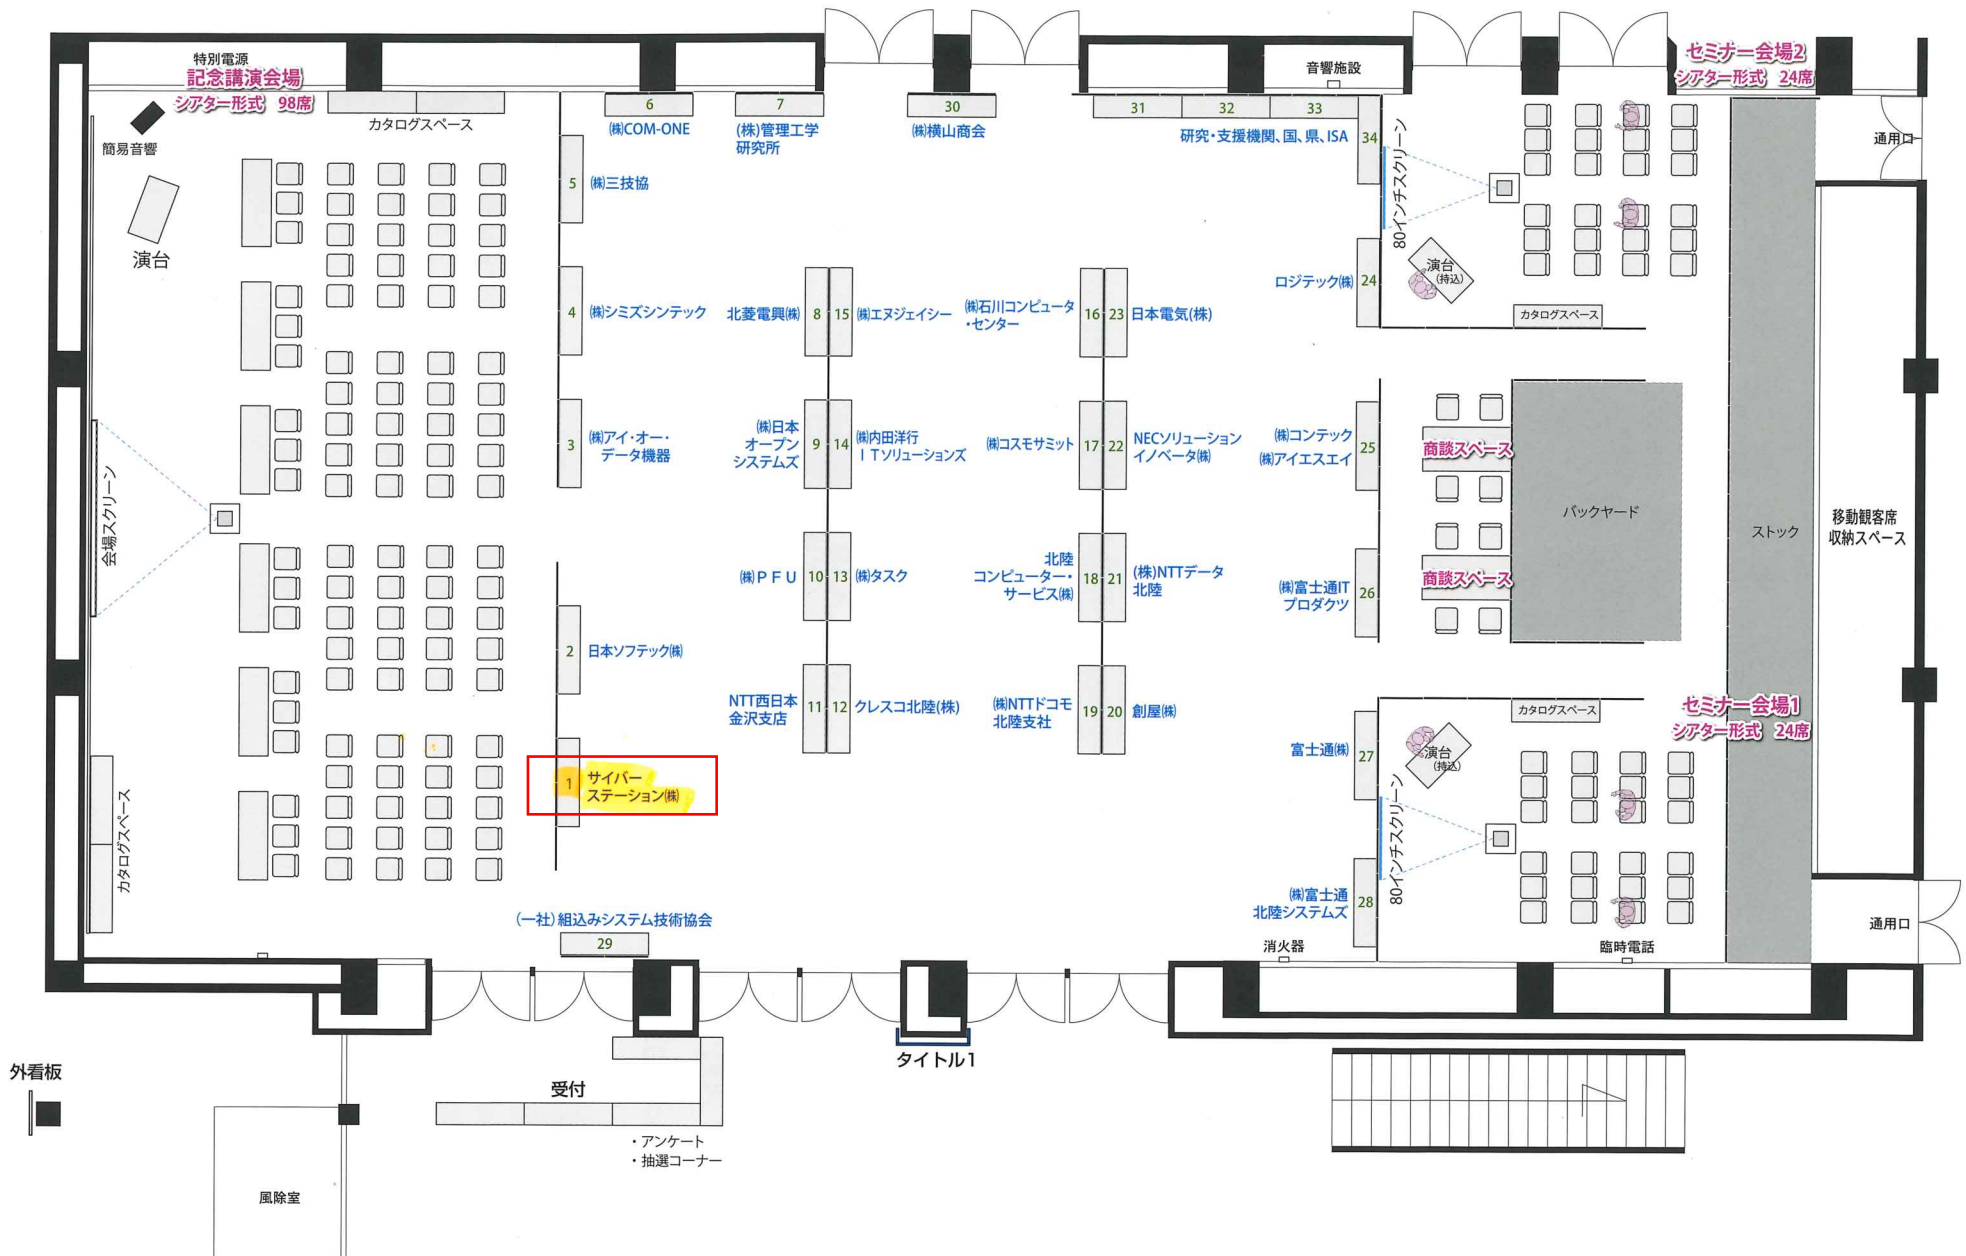 特別電源
記念講演会場
シアター形式 98席
簡易音響
演台
カタログスペース
会場スクリーン
カタログスペース
6
㈱COM-ONE
7
(株)管理工学
研究所
30
㈱横山商会
31
32
33
34
研究・支援機関、国、県、ISA
音響施設
5
㈱三技協
4
㈱シミズシンテック
3
㈱アイ・オー・
データ機器
2
日本ソフテック㈱
1
サイバー
ステーション㈱
(一社)組込みシステム技術協会
29
北菱電興㈱
8
15
㈱エヌジェイシー
㈱日本
オープン
システムズ
9
14
㈱内田洋行
ITソリューションズ
㈱PFU
10
13
㈱タスク
NTT西日本
金沢支店
11
12
クレスコ北陸(株)
㈱石川コンピュータ
・センター
16
23
日本電気(株)
㈱コスモサミット
17
22
NECソリューション
イノベータ㈱
北陸
コンピューター・
サービス㈱
18
21
(株)NTTデータ
北陸
㈱NTTドコモ
北陸支社
19
20
創屋㈱
ロジテック㈱
24
㈱コンテック
㈱アイエスエイ
25
㈱富士通IT
プロダクツ
26
富士通㈱
27
㈱富士通
北陸システムズ
28
消火器
セミナー会場2
シアター形式 24席
80インチスクリーン
演台
(持込)
カタログスペース
商談スペース
商談スペース
バックヤード
ストック
移動観客席
収納スペース
通用口
セミナー会場1
シアター形式 24席
カタログスペース
演台
(持込)
80インチスクリーン
臨時電話
通用口
タイトル1
外看板
受付
・アンケート
・抽選コーナー
風除室